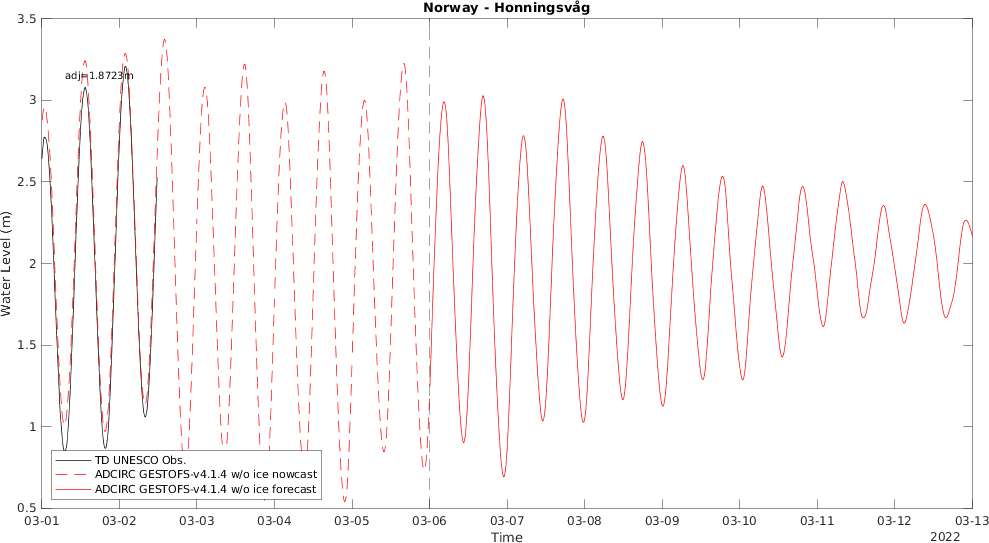 Norway - Honningsvåg
3.5
3
2.5
2
1.5
1
0.5
Water Level (m)
adj=1.8723m
TD UNESCO Obs.
ADCIRC GESTOFS-v4.1.4 w/o ice nowcast
ADCIRC GESTOFS-v4.1.4 w/o ice forecast
03-01 03-02 03-03 03-04 03-05 03-06 03-07 03-08 03-09 03-10 03-11 03-12 03-13
Time
2022